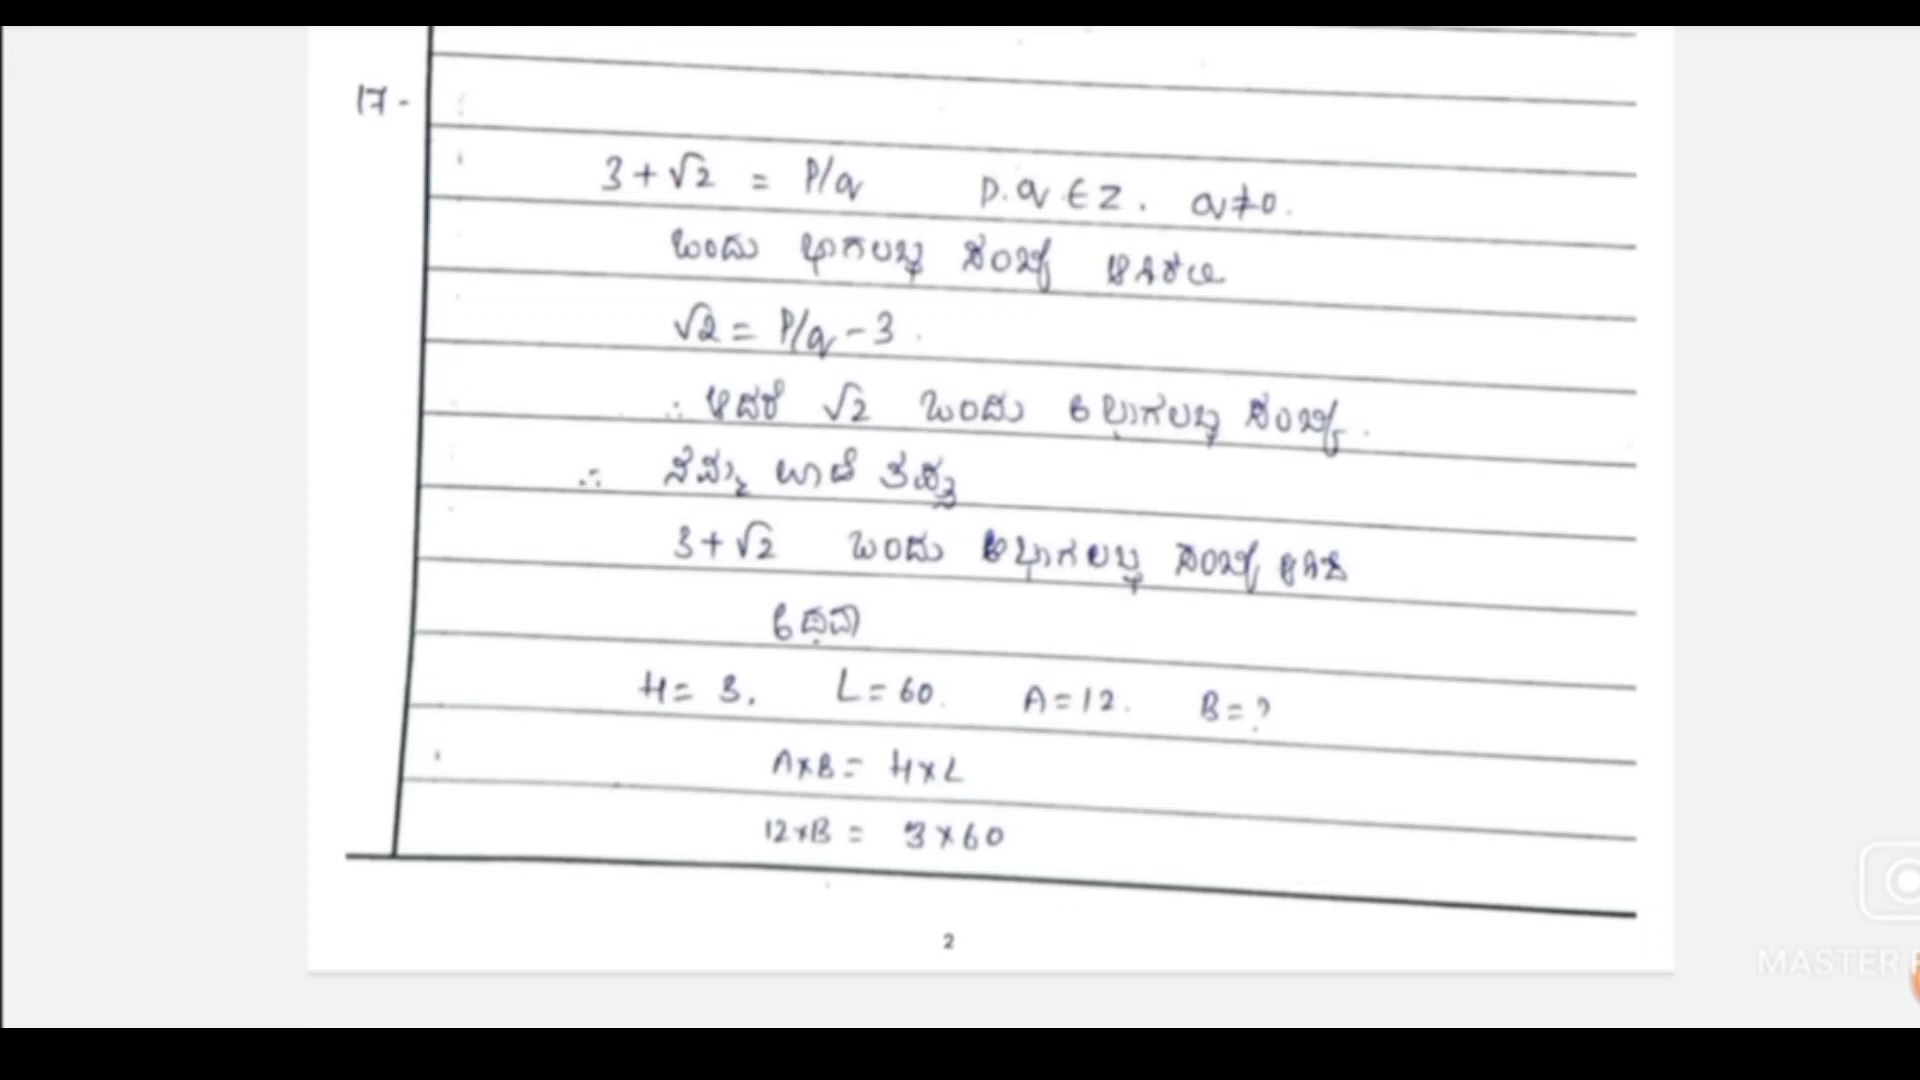 17-
3+√2 = P/q P.q ∈ Z. q≠0.
ಒಂದು ಭಾಗಲಬ್ಧ ಸಂಖ್ಯೆ ಆಗಿರಲಿ
√2 = P/q - 3.
∴ ಆದರೆ √2 ಒಂದು ಅಭಾಗಲಬ್ಧ ಸಂಖ್ಯೆ.
∴ ನಮ್ಮ ಊಹೆ ತಪ್ಪು
3+√2 ಒಂದು ಅಭಾಗಲಬ್ಧ ಸಂಖ್ಯೆ ಆಗಿದೆ
ಅಥವಾ
H= 3. L=60. A=12. B=?
A×B= H×L
12×B = 3×60
2
MASTER